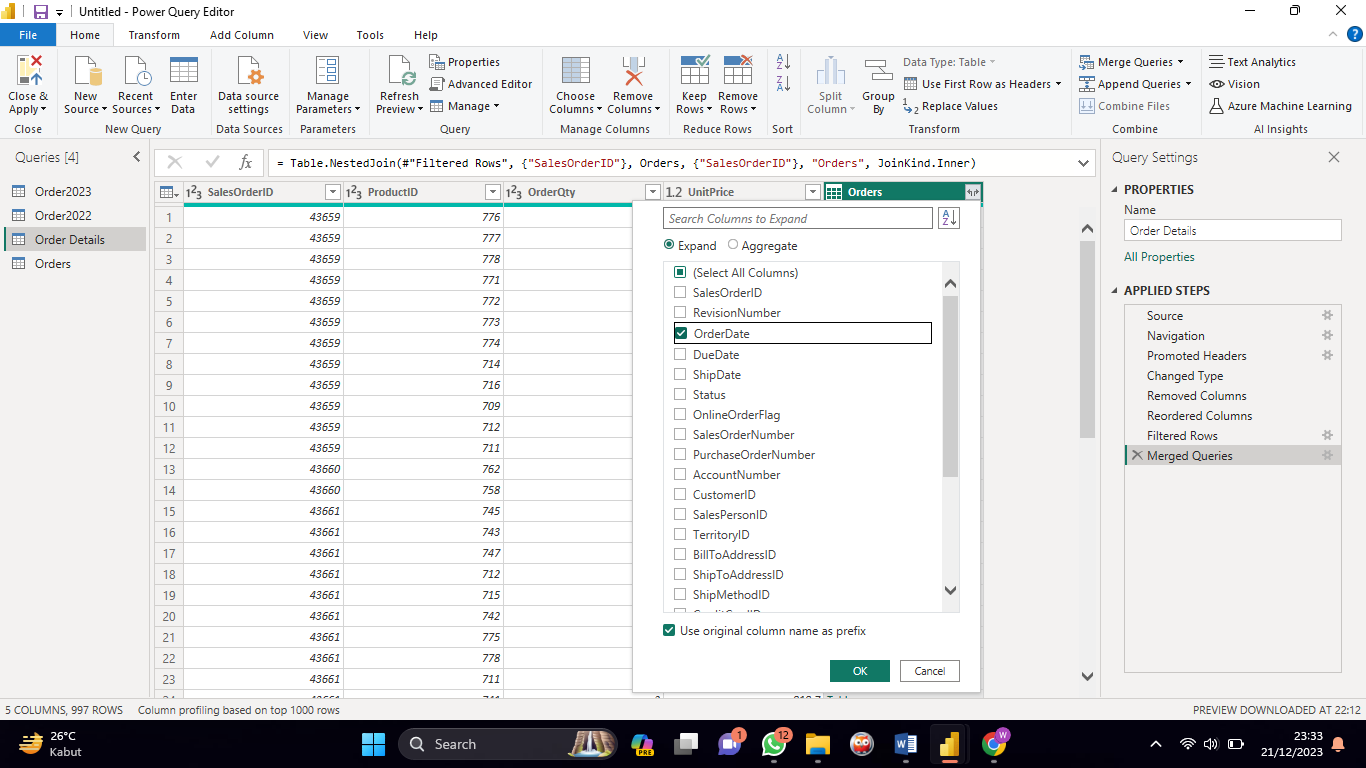 Untitled - Power Query Editor
File Home Transform Add Column View Tools Help
Close & Apply
New Source
Recent Sources
Enter Data
Data source settings
Manage Parameters
Refresh Preview
Properties
Advanced Editor
Manage
Choose Columns
Remove Columns
Keep Rows
Remove Rows
Split Column
Group By
Data Type: Table
Use First Row as Headers
Replace Values
Merge Queries
Append Queries
Combine Files
Text Analytics
Vision
Azure Machine Learning
Close New Query Data Sources Parameters Query Manage Columns Reduce Rows Sort Transform Combine AI Insights
Queries [4]
Order2023
Order2022
Order Details
Orders
= Table.NestedJoin(#"Filtered Rows", {"SalesOrderID"}, Orders, {"SalesOrderID"}, "Orders", JoinKind.Inner)
SalesOrderID ProductID OrderQty 1.2 UnitPrice Orders
1 43659 776
2 43659 777
3 43659 778
4 43659 771
5 43659 772
6 43659 773
7 43659 774
8 43659 714
9 43659 716
10 43659 709
11 43659 712
12 43659 711
13 43660 762
14 43660 758
15 43661 745
16 43661 743
17 43661 747
18 43661 712
19 43661 715
20 43661 742
21 43661 775
22 43661 778
23 43661 711
Search Columns to Expand
Expand Aggregate
(Select All Columns)
SalesOrderID
RevisionNumber
OrderDate
DueDate
ShipDate
Status
OnlineOrderFlag
SalesOrderNumber
PurchaseOrderNumber
AccountNumber
CustomerID
SalesPersonID
TerritoryID
BillToAddressID
ShipToAddressID
ShipMethodID
Use original column name as prefix
OK Cancel
Query Settings
PROPERTIES
Name
Order Details
All Properties
APPLIED STEPS
Source
Navigation
Promoted Headers
Changed Type
Removed Columns
Reordered Columns
Filtered Rows
Merged Queries
5 COLUMNS, 997 ROWS Column profiling based on top 1000 rows PREVIEW DOWNLOADED AT 22:12
26°C
Kabut
Search
PRE
1
12
W
23:33
21/12/2023